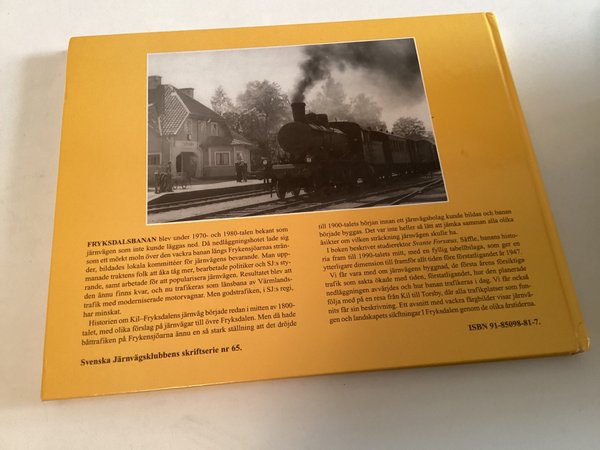 FRYKSDALSBANAN blev under 1970- och 1980-talen bekant som
järnvägen som inte kunde läggas ned. Då nedläggningshotet lade sig
som ett mörkt moln över den vackra banan längs Frykensjöarnas strän-
der, bildades lokala kommittéer för järnvägens bevarande. Man upp-
manade traktens folk att åka tåg mer, bearbetade politiker och SJ:s sty-
rande, samt arbetade för att popularisera järnvägen. Resultatet blev att
den ännu finns kvar, och nu trafikeras som länsbana av Värmlands-
trafik med moderniserade motorvagnar. Men godstrafiken, i SJ:s regi,
har minskat.
Historien om Kil–Fryksdalens järnväg började redan i mitten av 1800-
talet, med olika förslag på järnvägar till övre Fryksdalen. Men då hade
båttrafiken på Frykensjöarna ännu en så stark ställning att det dröjde
till 1900-talets början innan ett järnvägsbolag kunde bildas och banan
började byggas. Det var inte heller så lätt att jämka samman alla olika
åsikter om vilken sträckning järnvägen skulle ha.
I boken beskrivet studierektor Svante Forsaeus, Säffle, banans histo-
ria fram till 1990-talets mitt, med en fyllig tabellbilaga, som ger en
ytterligare dimension till framför allt tiden före förstatligandet år 1947.
Vi får vara med om järnvägens byggnad, de första årens försiktiga
trafik som sakta ökade med tiden, förstatligandet, hur den planerade
nedläggningen avvärjdes och hur banan trafikeras i dag. Vi får också
följa med på en resa från Kil till Torsby, där alla trafikplatser som fun-
nits får sin beskrivning. Ett avsnitt med vackra färgbilder visar järnvä-
gen och landskapets skiftningar i Fryksdalen genom de olika årstiderna.
Svenska Järnvägsklubbens skriftserie nr 65.
ISBN 91-85098-81-7.